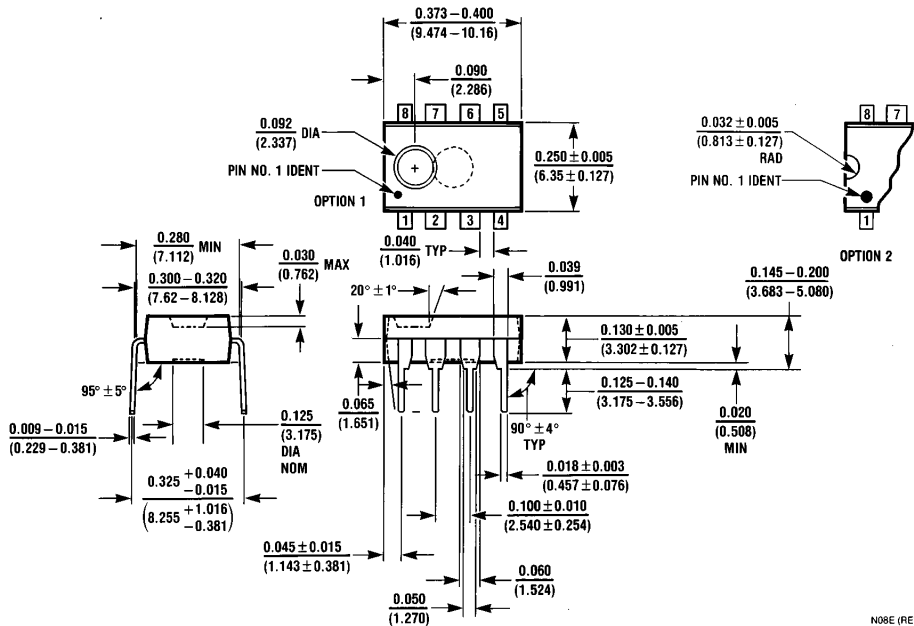 0.373 – 0.400
(9.474 – 10.16)
0.090
(2.286)
8 7 6 5
0.092
(2.337)
DIA
PIN NO. 1 IDENT
OPTION 1
1 2 3 4
0.250 ± 0.005
(6.35 ± 0.127)
0.032 ± 0.005
(0.813 ± 0.127)
RAD
PIN NO. 1 IDENT
8 7
1
OPTION 2
0.280
(7.112)
MIN
0.300 – 0.320
(7.62 – 8.128)
0.030
(0.762)
MAX
0.040
(1.016)
TYP
0.039
(0.991)
20° ± 1°
0.145 – 0.200
(3.683 – 5.080)
0.130 ± 0.005
(3.302 ± 0.127)
0.125 – 0.140
(3.175 – 3.556)
0.020
(0.508)
MIN
95° ± 5°
0.009 – 0.015
(0.229 – 0.381)
0.125
(3.175)
DIA
NOM
0.065
(1.651)
90° ± 4°
TYP
0.018 ± 0.003
(0.457 ± 0.076)
0.325 +0.040
–0.015
(8.255 +1.016
–0.381)
0.100 ± 0.010
(2.540 ± 0.254)
0.045 ± 0.015
(1.143 ± 0.381)
0.060
(1.524)
0.050
(1.270)
N08E (RE